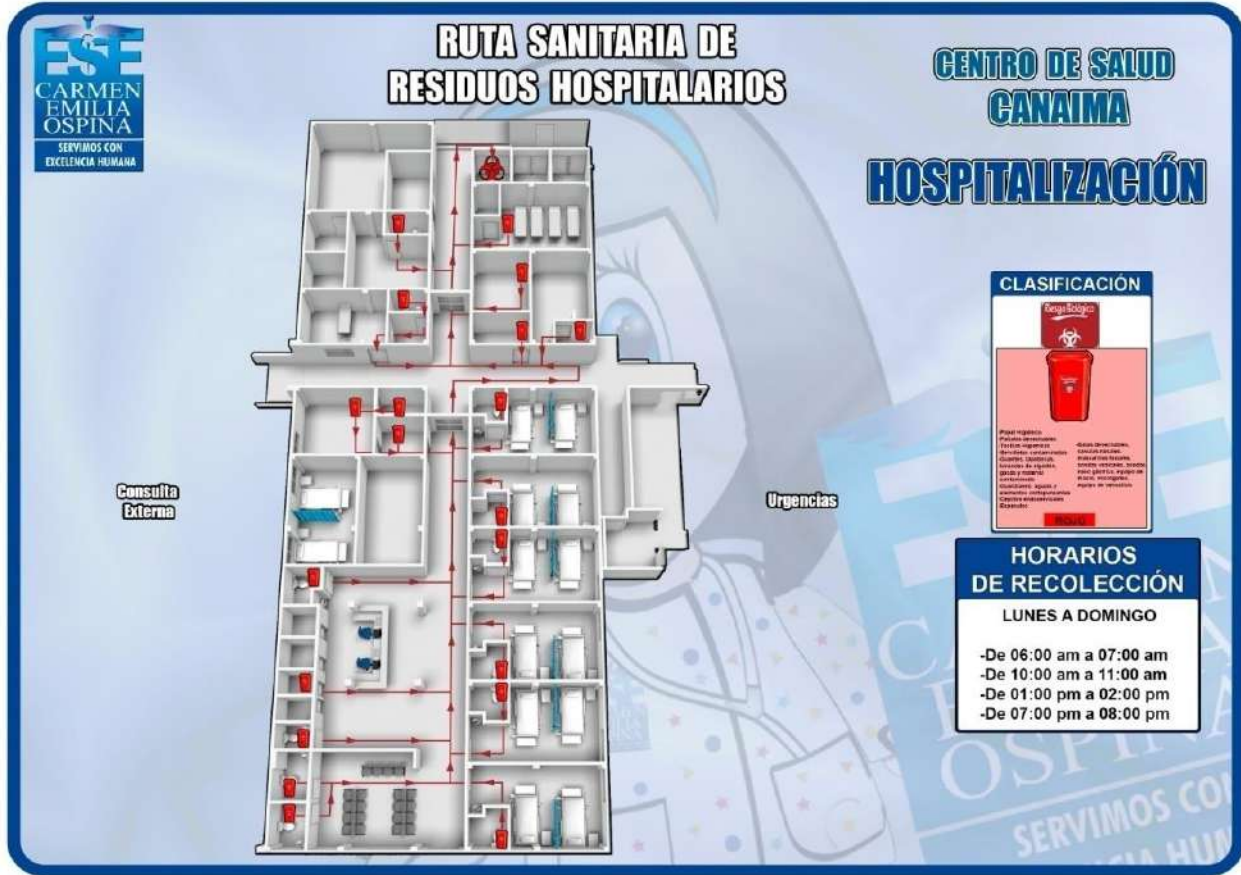 ESE
CARMEN
EMILIA
OSPINA
SERVIMOS CON
EXCELENCIA HUMANA
RUTA SANITARIA DE
RESIDUOS HOSPITALARIOS
CENTRO DE SALUD
CANAIMA
HOSPITALIZACIÓN
CLASIFICACIÓN
Riesgo Biológico
ROJO
Consulta
Externa
Urgencias
HORARIOS
DE RECOLECCIÓN
LUNES A DOMINGO
-De 06:00 am a 07:00 am
-De 10:00 am a 11:00 am
-De 01:00 pm a 02:00 pm
-De 07:00 pm a 08:00 pm
OSPINA
SERVIMOS CON